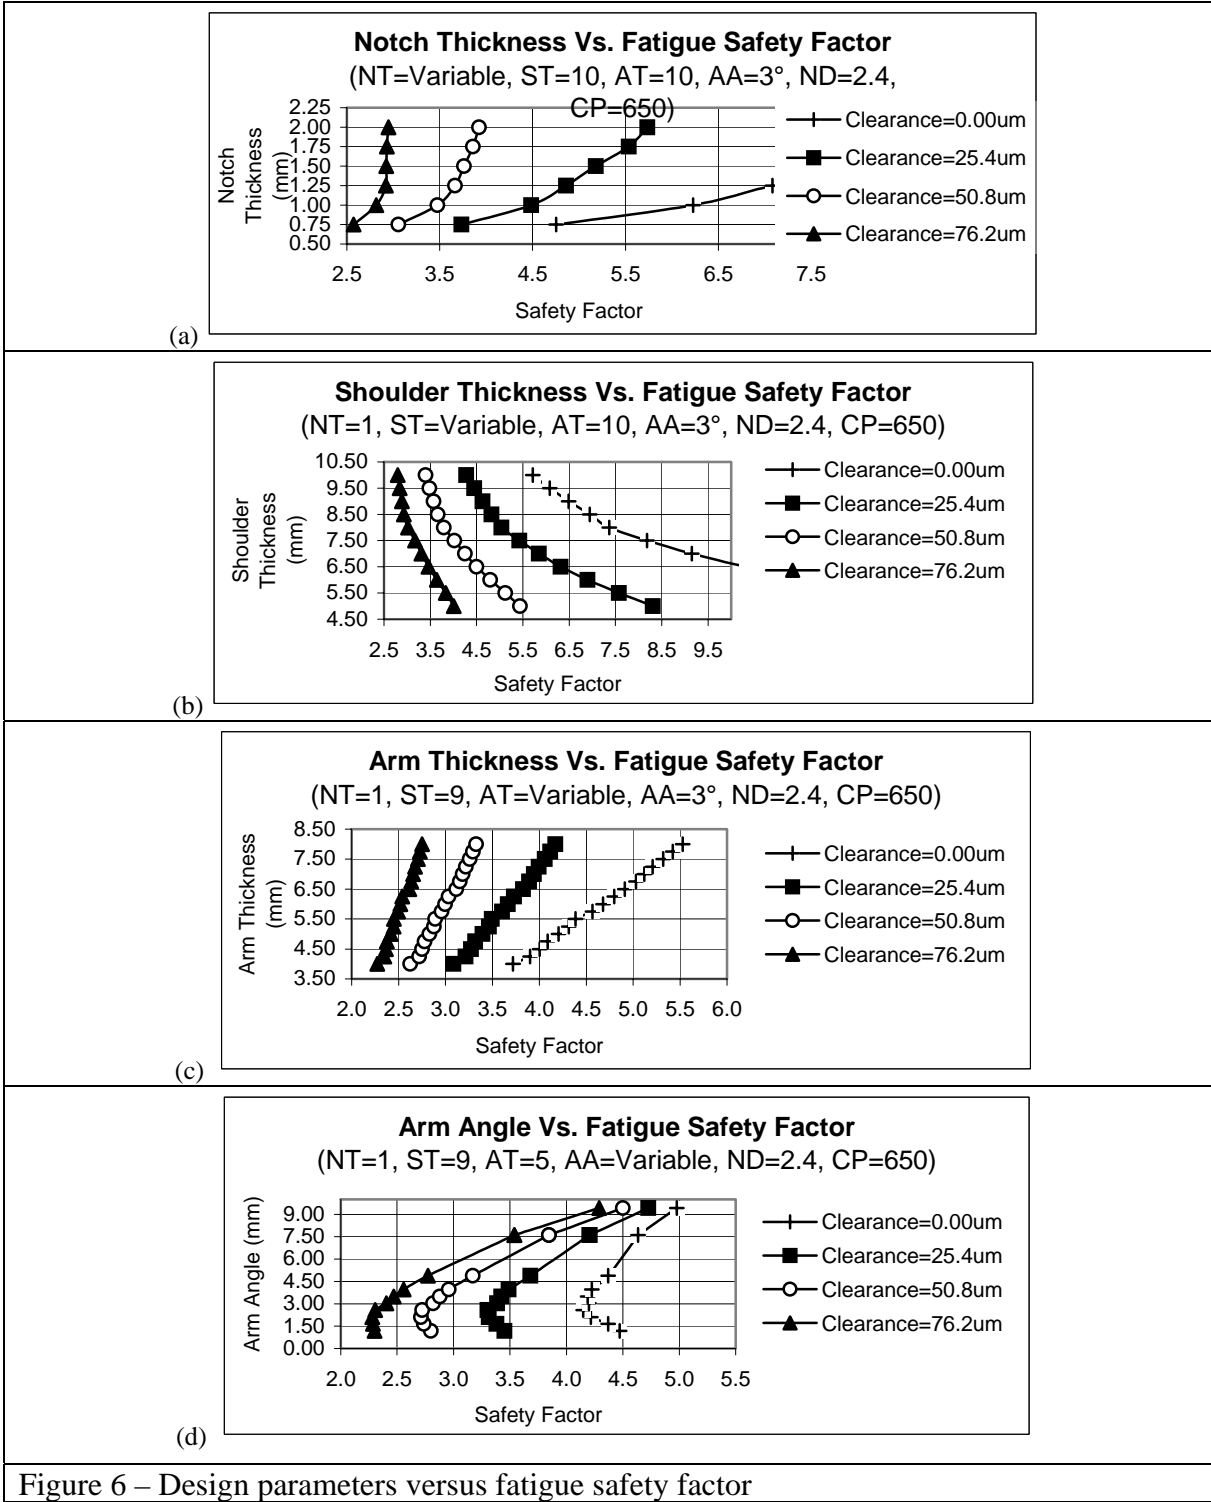 Notch Thickness Vs. Fatigue Safety Factor
(NT=Variable, ST=10, AT=10, AA=3°, ND=2.4,
CP=650)
Notch
Thickness
(mm)
2.25
2.00
1.75
1.50
1.25
1.00
0.75
0.50
2.5 3.5 4.5 5.5 6.5 7.5
Safety Factor
Clearance=0.00um
Clearance=25.4um
Clearance=50.8um
Clearance=76.2um
(a)
Shoulder Thickness Vs. Fatigue Safety Factor
(NT=1, ST=Variable, AT=10, AA=3°, ND=2.4, CP=650)
Shoulder
Thickness
(mm)
10.50
9.50
8.50
7.50
6.50
5.50
4.50
2.5 3.5 4.5 5.5 6.5 7.5 8.5 9.5
Safety Factor
Clearance=0.00um
Clearance=25.4um
Clearance=50.8um
Clearance=76.2um
(b)
Arm Thickness Vs. Fatigue Safety Factor
(NT=1, ST=9, AT=Variable, AA=3°, ND=2.4, CP=650)
Arm Thickness
(mm)
8.50
7.50
6.50
5.50
4.50
3.50
2.0 2.5 3.0 3.5 4.0 4.5 5.0 5.5 6.0
Safety Factor
Clearance=0.00um
Clearance=25.4um
Clearance=50.8um
Clearance=76.2um
(c)
Arm Angle Vs. Fatigue Safety Factor
(NT=1, ST=9, AT=5, AA=Variable, ND=2.4, CP=650)
Arm Angle (mm)
9.00
7.50
6.00
4.50
3.00
1.50
0.00
2.0 2.5 3.0 3.5 4.0 4.5 5.0 5.5
Safety Factor
Clearance=0.00um
Clearance=25.4um
Clearance=50.8um
Clearance=76.2um
(d)
Figure 6 – Design parameters versus fatigue safety factor